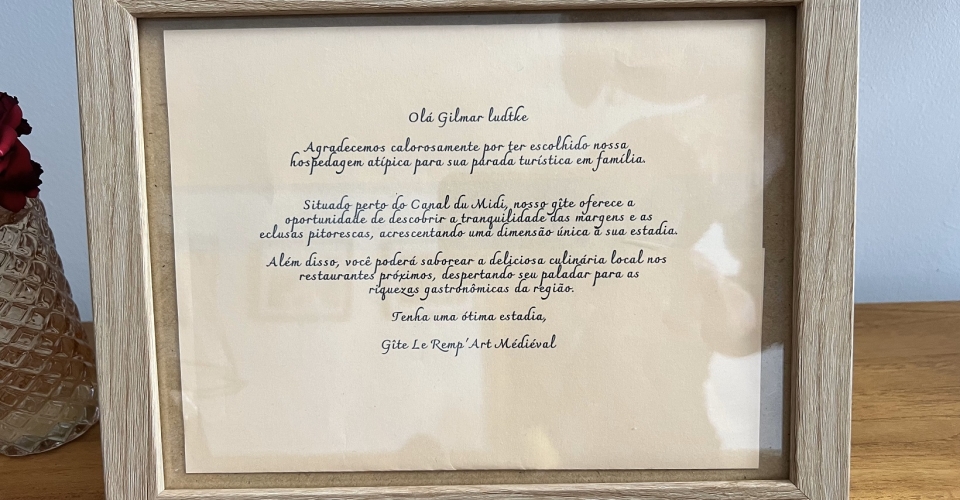 Olá Gilmar ludtke
Agradecemos calorosamente por ter escolhido nossa
hospedagem atípica para sua parada turística em família.
Situado perto do Canal du Midi, nosso gîte oferece a
oportunidade de descobrir a tranquilidade das margens e as
eclusas pitorescas, acrescentando uma dimensão única à sua estadia.
Além disso, você poderá saborear a deliciosa culinária local nos
restaurantes próximos, despertando seu paladar para as
riquezas gastronômicas da região.
Tenha uma ótima estadia,
Gîte Le Remp'Art Médiéval